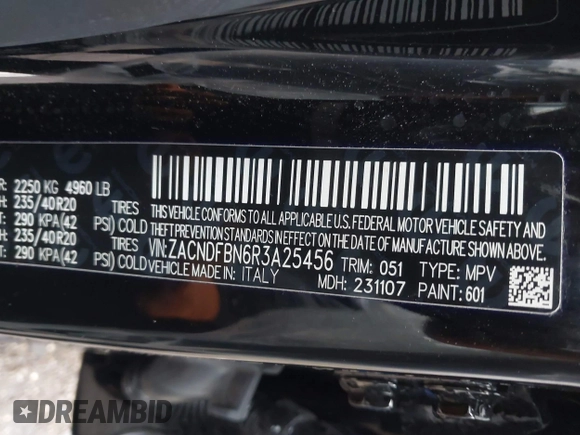 R: 2250 KG 4960 LB
H: 235/40R20 TIRES
T: 290 KPA(42 PSI) COLD
H: 235/40R20 TIRES
T: 290 KPA(42 PSI) COLD
THIS VEHICLE CONFORMS TO ALL APPLICABLE U.S. FEDERAL MOTOR VEHICLE SAFETY AND
THEFT PREVENTION STANDARDS IN EFFECT ON THE DATE OF MANUFACTURE SHOWN ABOVE.
VIN:ZACNDFBN6R3A25456 TRIM: 051 TYPE: MPV
VEHICLE MADE IN: ITALY MDH: 231107 PAINT: 601
DREAMBID